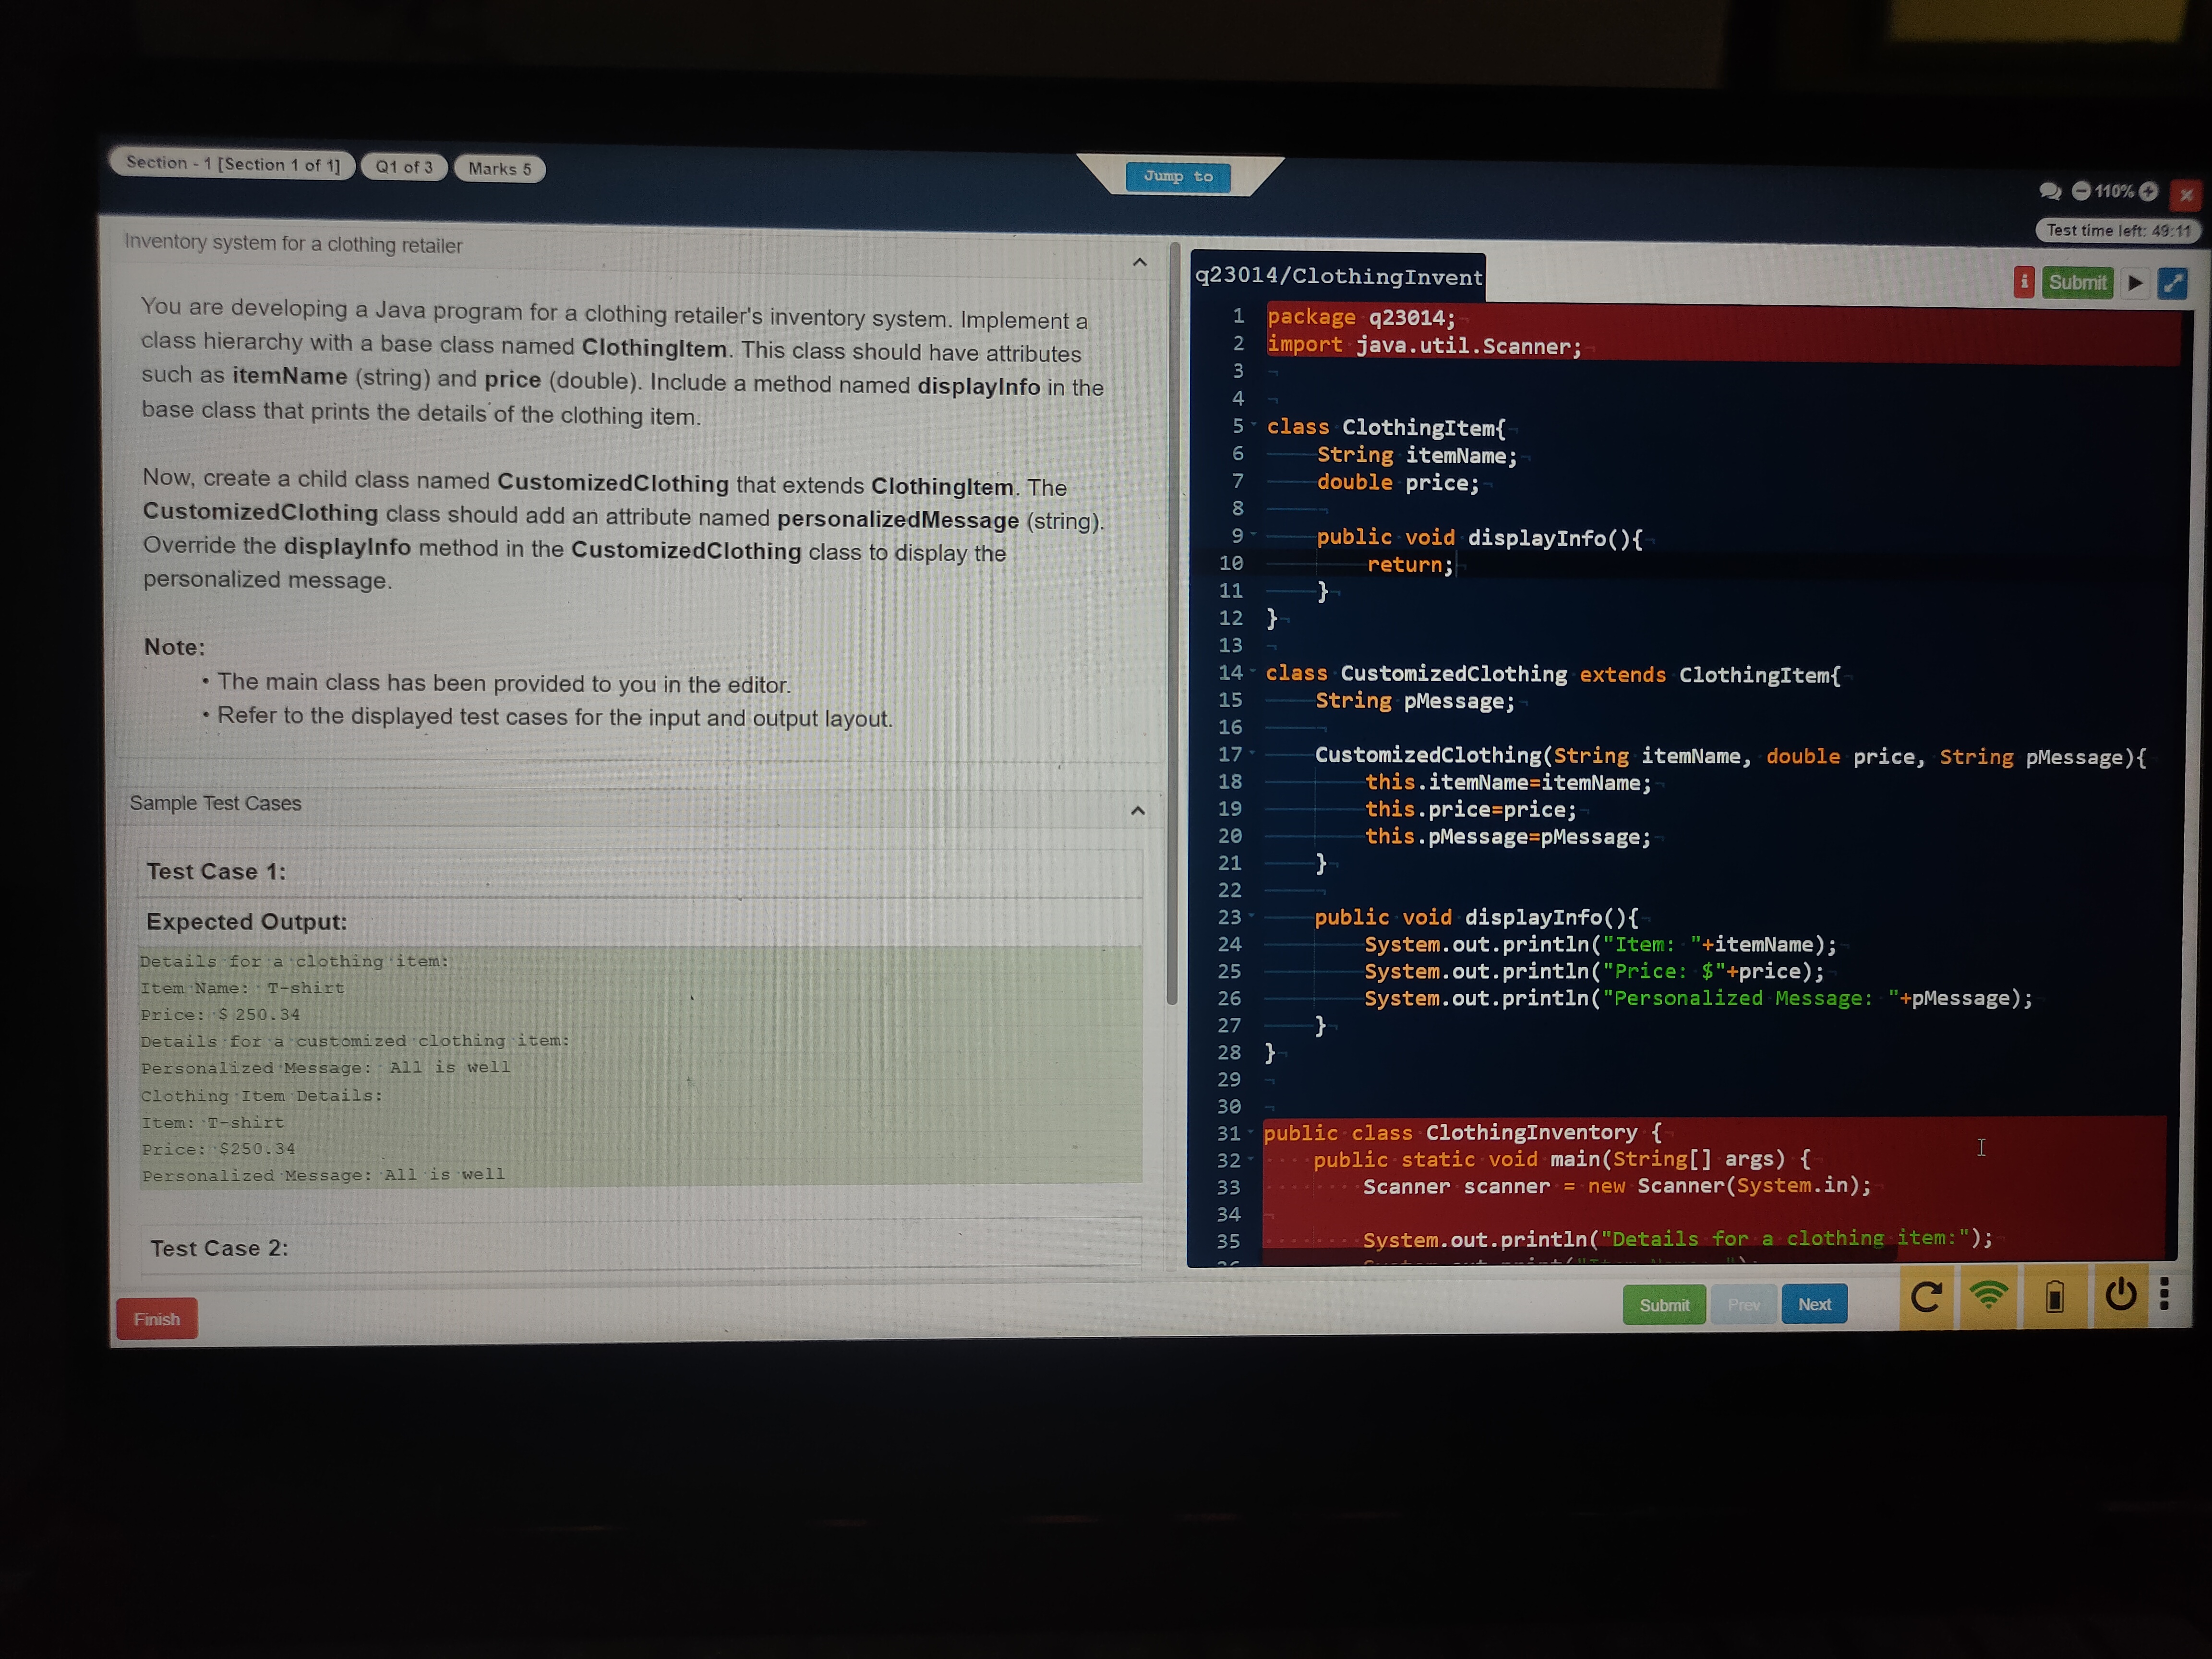 Section - 1 [Section 1 of 1] Q1 of 3 Marks 5
Jump to
110%
Test time left: 49:11
Inventory system for a clothing retailer
You are developing a Java program for a clothing retailer's inventory system. Implement a
class hierarchy with a base class named ClothingItem. This class should have attributes
such as itemName (string) and price (double). Include a method named displayInfo in the
base class that prints the details of the clothing item.
Now, create a child class named CustomizedClothing that extends ClothingItem. The
CustomizedClothing class should add an attribute named personalizedMessage (string).
Override the displayInfo method in the CustomizedClothing class to display the
personalized message.
Note:
• The main class has been provided to you in the editor.
• Refer to the displayed test cases for the input and output layout.
Sample Test Cases
Test Case 1:
Expected Output:
Details for a clothing item:
Item Name: T-shirt
Price: $ 250.34
Details for a customized clothing item:
Personalized Message: All is well
Clothing Item Details:
Item: T-shirt
Price: $250.34
Personalized Message: All is well
Test Case 2:
Finish
q23014/ClothingInvent
Submit
1 package q23014;
2 import java.util.Scanner;
3
4
5 class ClothingItem{
6 String itemName;
7 double price;
8
9 public void displayInfo(){
10 return;
11 }
12 }
13
14 class CustomizedClothing extends ClothingItem{
15 String pMessage;
16
17 CustomizedClothing(String itemName, double price, String pMessage){
18 this.itemName=itemName;
19 this.price=price;
20 this.pMessage=pMessage;
21 }
22
23 public void displayInfo(){
24 System.out.println("Item: "+itemName);
25 System.out.println("Price: $"+price);
26 System.out.println("Personalized Message: "+pMessage);
27 }
28 }
29
30
31 public class ClothingInventory {
32 public static void main(String[] args) {
33 Scanner scanner = new Scanner(System.in);
34
35 System.out.println("Details for a clothing item:");
Submit Prev Next